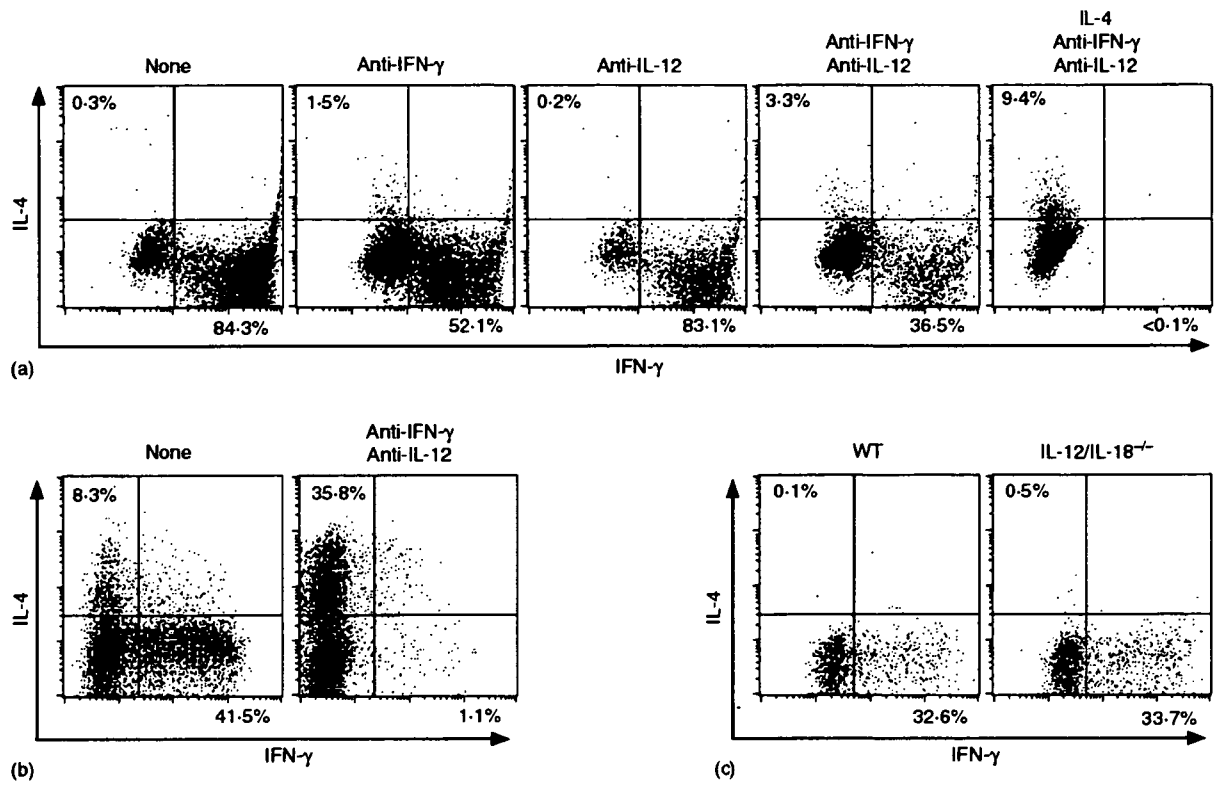 None
Anti-IFN-γ
Anti-IL-12
Anti-IFN-γ
Anti-IL-12
IL-4
Anti-IFN-γ
Anti-IL-12
0·3%
1·5%
0·2%
3·3%
9·4%
IL-4
84·3%
52·1%
83·1%
36·5%
<0·1%
IFN-γ
(a)
None
Anti-IFN-γ
Anti-IL-12
8·3%
35·8%
IL-4
41·5%
1·1%
IFN-γ
(b)
WT
IL-12/IL-18−/−
0·1%
0·5%
IL-4
32·6%
33·7%
IFN-γ
(c)